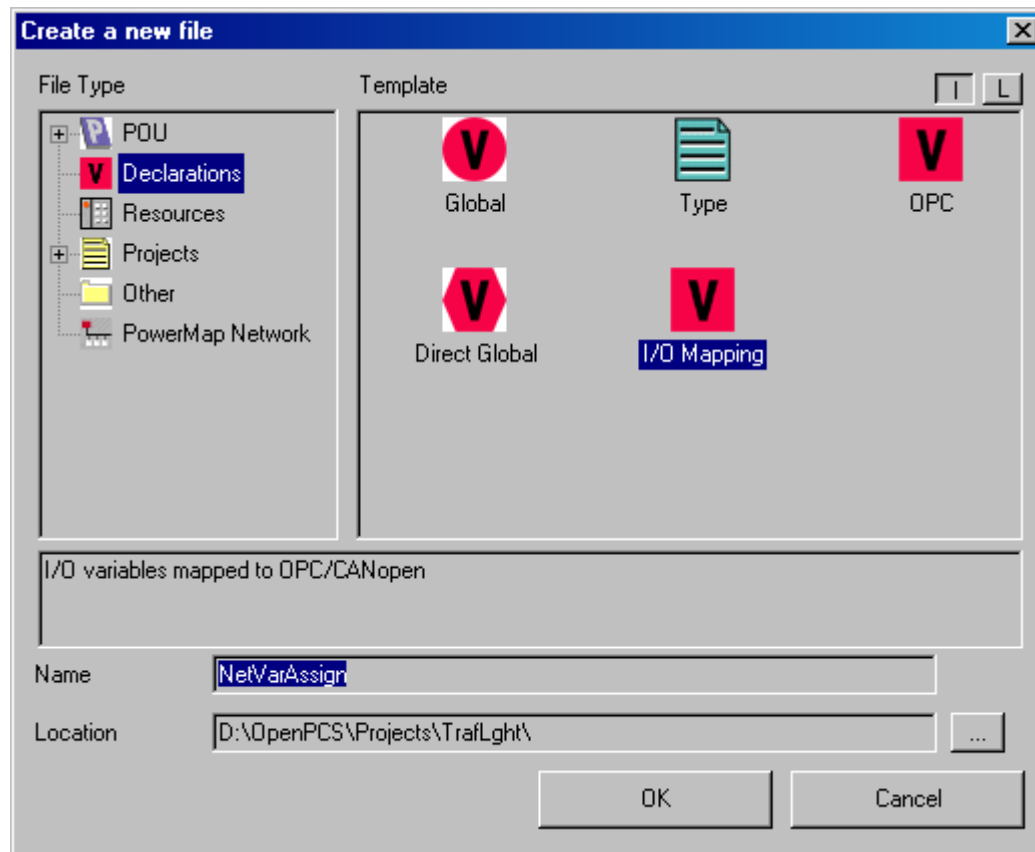 Create a new file
File Type
Template
I
L
POU
Declarations
Resources
Projects
Other
PowerMap Network
V
V
Global
Type
V
OPC
V
Direct Global
V
I/O Mapping
I/O variables mapped to OPC/CANopen
Name
NetVarAssign
Location
D:\OpenPCS\Projects\TrafLght\
...
OK
Cancel